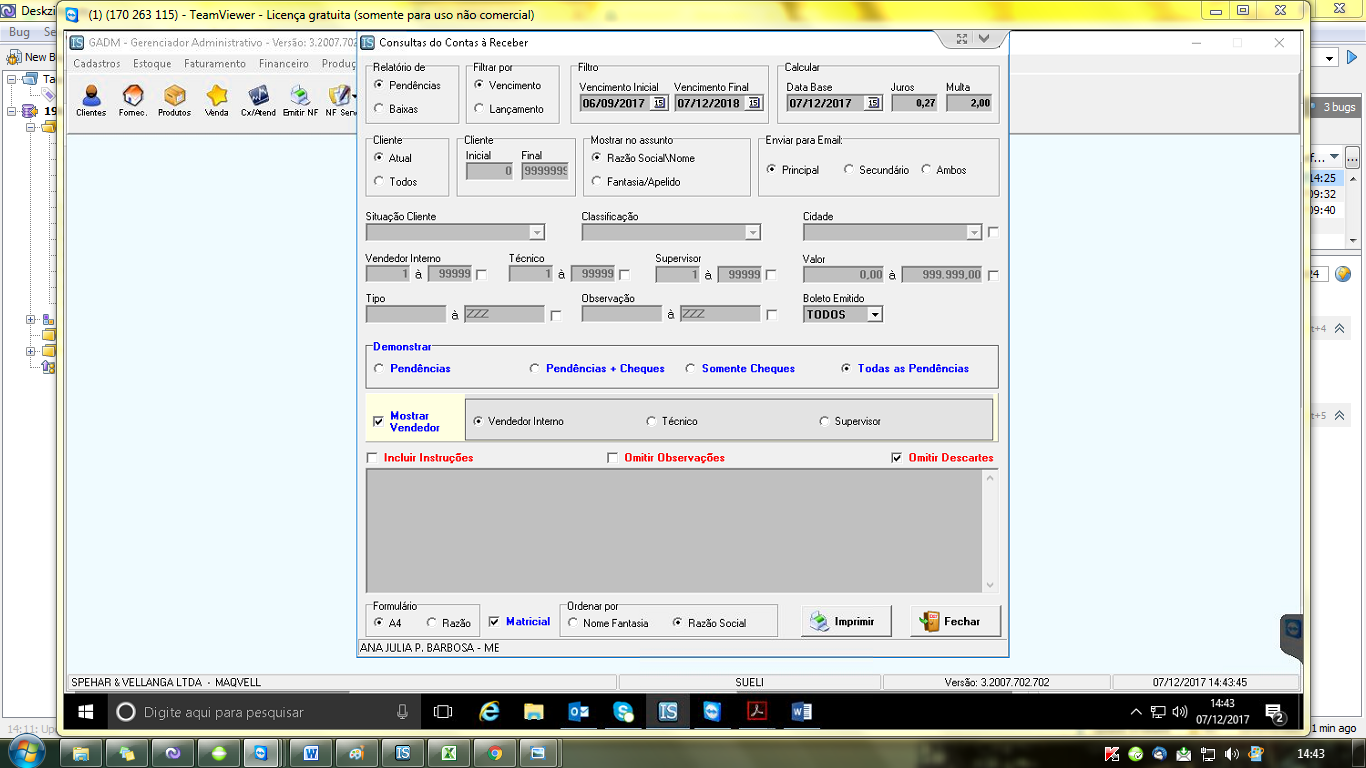 Deskzi
(1) (170 263 115) - TeamViewer - Licença gratuita (somente para uso não comercial)
Bug Se
GADM - Gerenciador Administrativo - Versão: 3.2007.702
Consultas do Contas à Receber
New B
Cadastros Estoque Faturamento Financeiro Produç
Ta
19
Clientes Fornec. Produtos Venda Cx/Atend Emitir NF NF Serv
3 bugs
f...
14:25
09:32
09:40
24
t+4
t+5
Relatório de
Pendências
Baixas
Filtrar por
Vencimento
Lançamento
Filtro
Vencimento Inicial Vencimento Final
06/09/2017 15 07/12/2018 15
Calcular
Data Base Juros Multa
07/12/2017 15 0,27 2,00
Cliente
Atual
Todos
Cliente
Inicial Final
0 9999999
Mostrar no assunto
Razão Social\Nome
Fantasia/Apelido
Enviar para Email:
Principal Secundário Ambos
Situação Cliente Classificação Cidade
Vendedor Interno Técnico Supervisor Valor
1 à 99999 1 à 99999 1 à 99999 0,00 à 999.999,00
Tipo Observação Boleto Emitido
à ZZZ à ZZZ TODOS
Demonstrar
Pendências Pendências + Cheques Somente Cheques Todas as Pendências
Mostrar
Vendedor
Vendedor Interno Técnico Supervisor
Incluir Instruções Omitir Observações Omitir Descartes
Formulário
A4 Razão
Matricial
Ordenar por
Nome Fantasia Razão Social
Imprimir
Fechar
ANA JULIA P. BARBOSA - ME
SPEHAR & VELLANGA LTDA - MAQVELL SUELI Versão: 3.2007.702.702 07/12/2017 14:43:45
Digite aqui para pesquisar
14:43
07/12/2017
2
14:11: Up
1 min ago
14:43